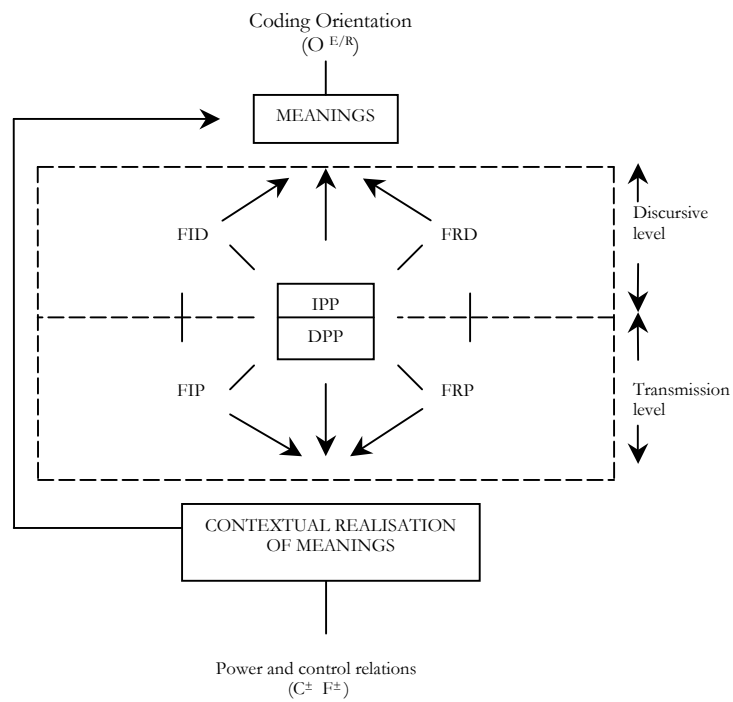 Coding Orientation
(O E/R)
MEANINGS
FID
FRD
Discursive
level
IPP
DPP
FIP
FRP
Transmission
level
CONTEXTUAL REALISATION
OF MEANINGS
Power and control relations
(C± F±)